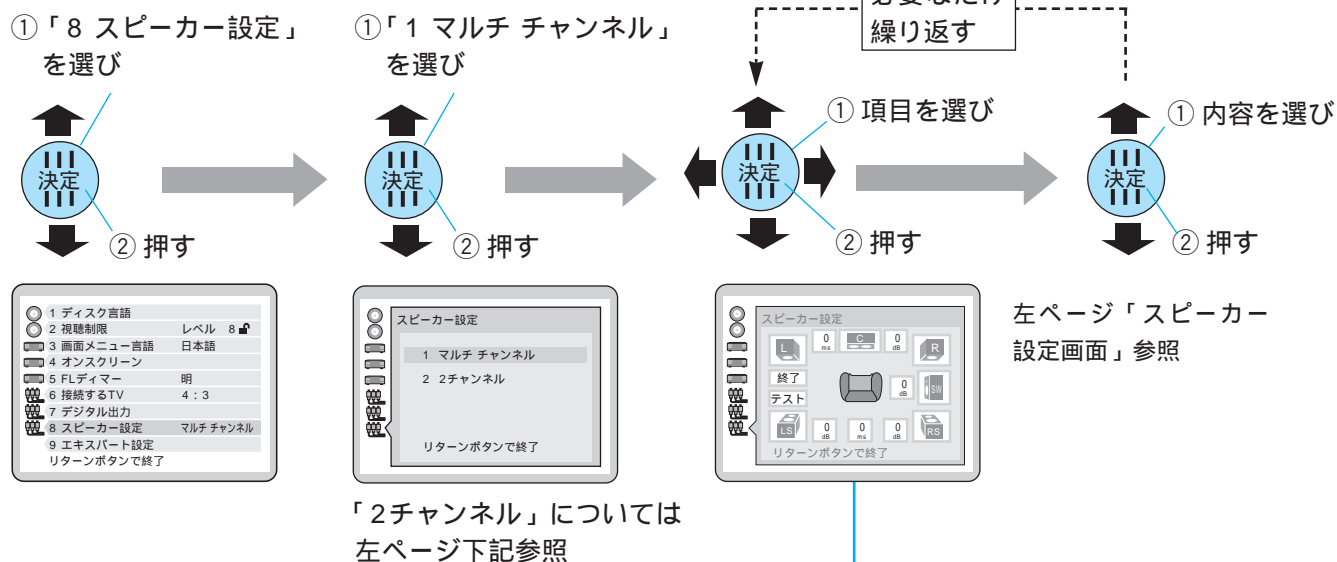 ①「8 スピーカー設定」
を選び
決定
② 押す
1 ディスク言語
2 視聴制限 レベル 8
3 画面メニュー言語 日本語
4 オンスクリーン
5 FLディマー 明
6 接続するTV 4：3
7 デジタル出力
8 スピーカー設定 マルチ チャンネル
9 エキスパート設定
リターンボタンで終了
①「1 マルチ チャンネル」
を選び
決定
② 押す
スピーカー設定
1 マルチ チャンネル
2 2チャンネル
リターンボタンで終了
「2チャンネル」については
左ページ下記参照
必要なだけ
繰り返す
① 項目を選び
決定
② 押す
スピーカー設定
L 0 ms C 0 dB R
終了
テスト
0 dB SW
LS 0 dB 0 ms 0 dB RS
リターンボタンで終了
① 内容を選び
決定
② 押す
左ページ「スピーカー
設定画面」参照